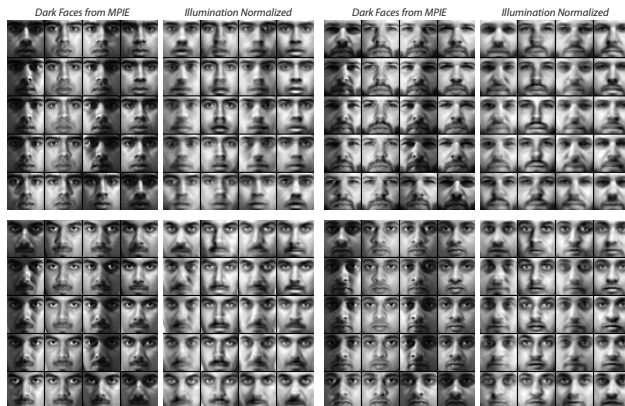 Dark Faces from MPIE
Illumination Normalized
Dark Faces from MPIE
Illumination Normalized